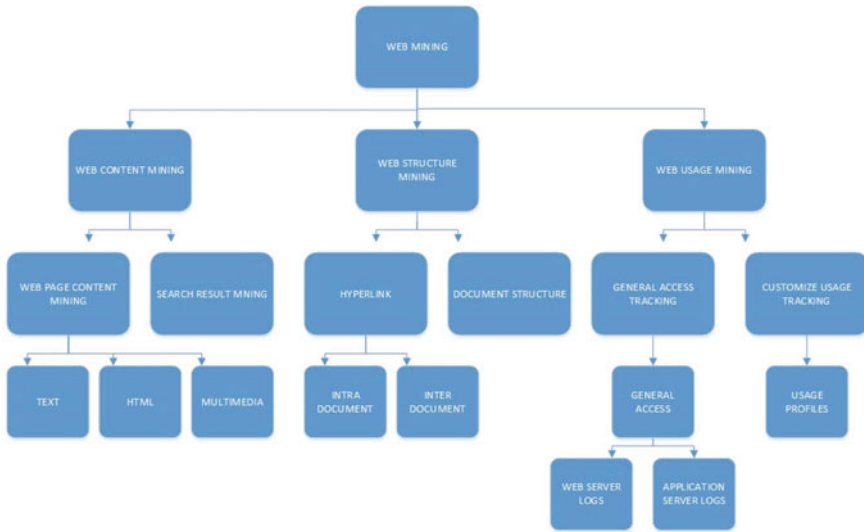 WEB MINING
WEB CONTENT MINING
WEB STRUCTURE
MINING
WEB USAGE MINING
WEB PAGE CONTENT
MINING
SEARCH RESULT MNING
HYPERLINK
DOCUMENT STRUCTURE
GENERAL ACCESS
TRACKING
CUSTOMIZE USAGE
TRACKING
TEXT
HTML
MULTIMEDIA
INTRA
DOCUMENT
INTER
DOCUMENT
GENERAL
ACCESS
USAGE
PROFILES
WEB SERVER
LOGS
APPLICATION
SERVER LOGS